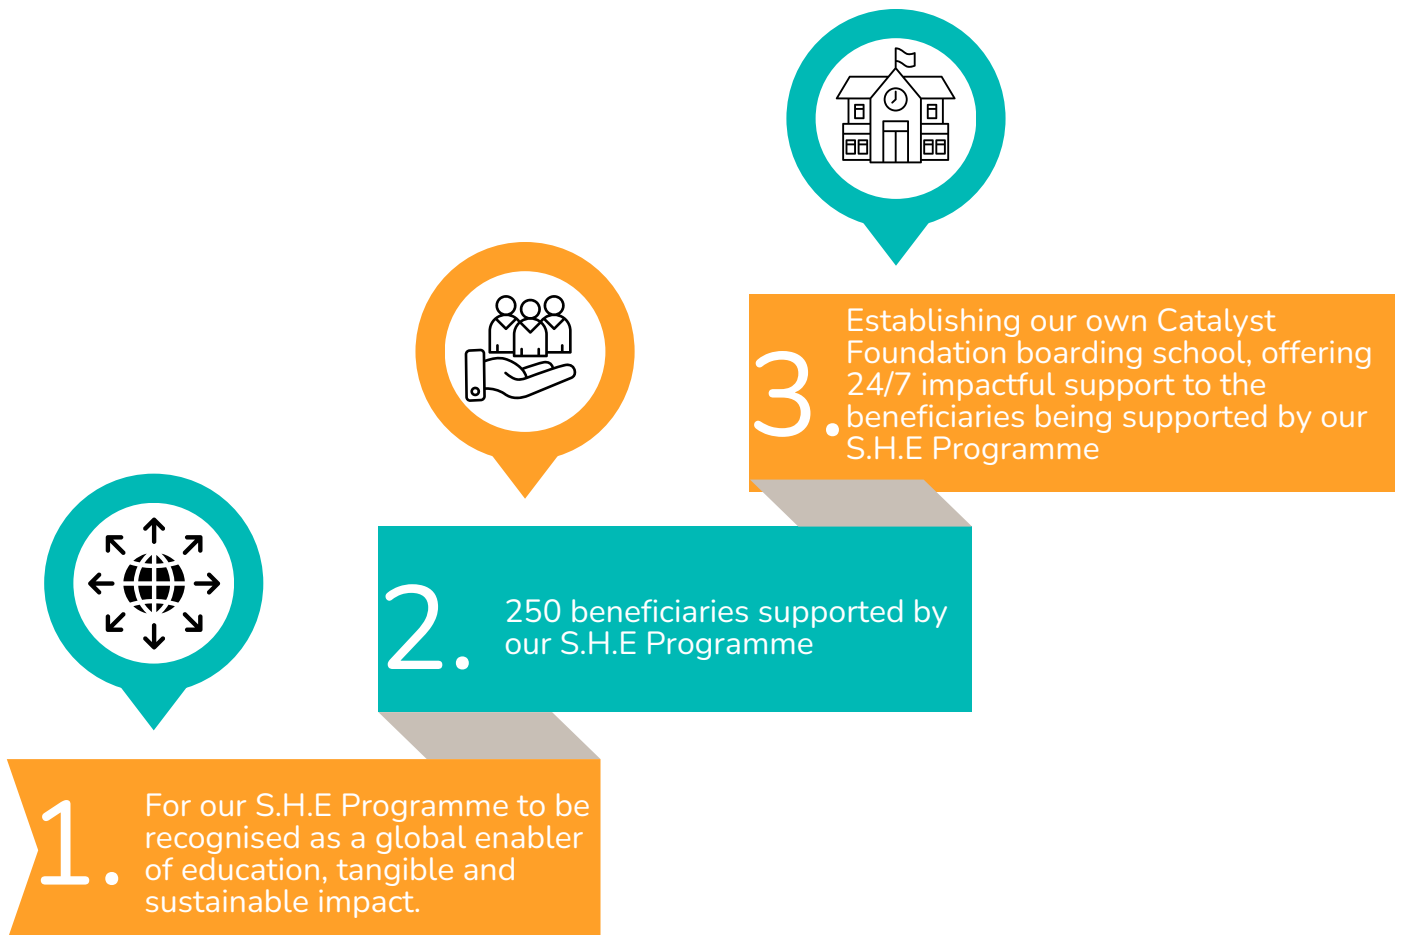 1.
For our S.H.E Programme to be
recognised as a global enabler
of education, tangible and
sustainable impact.
2.
250 beneficiaries supported by
our S.H.E Programme
3.
Establishing our own Catalyst
Foundation boarding school, offering
24/7 impactful support to the
beneficiaries being supported by our
S.H.E Programme